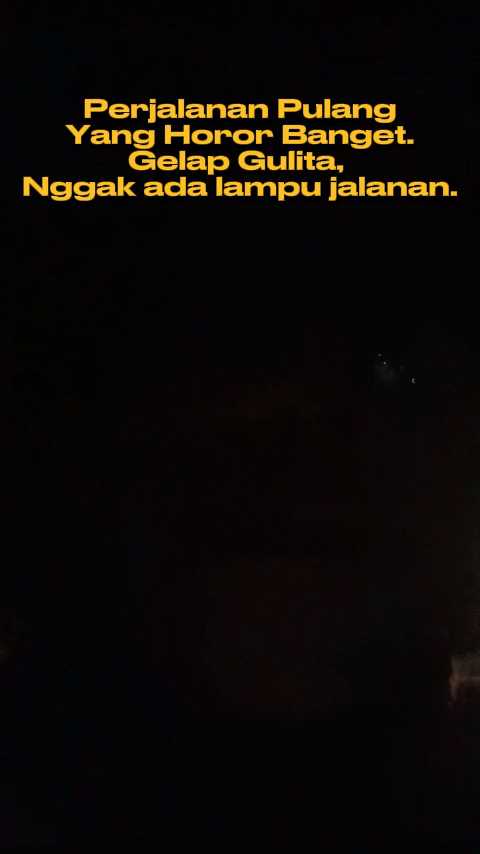 Perjalanan Pulang
Yang Horor Banget.
Gelap Gulita,
Nggak ada lampu jalanan.